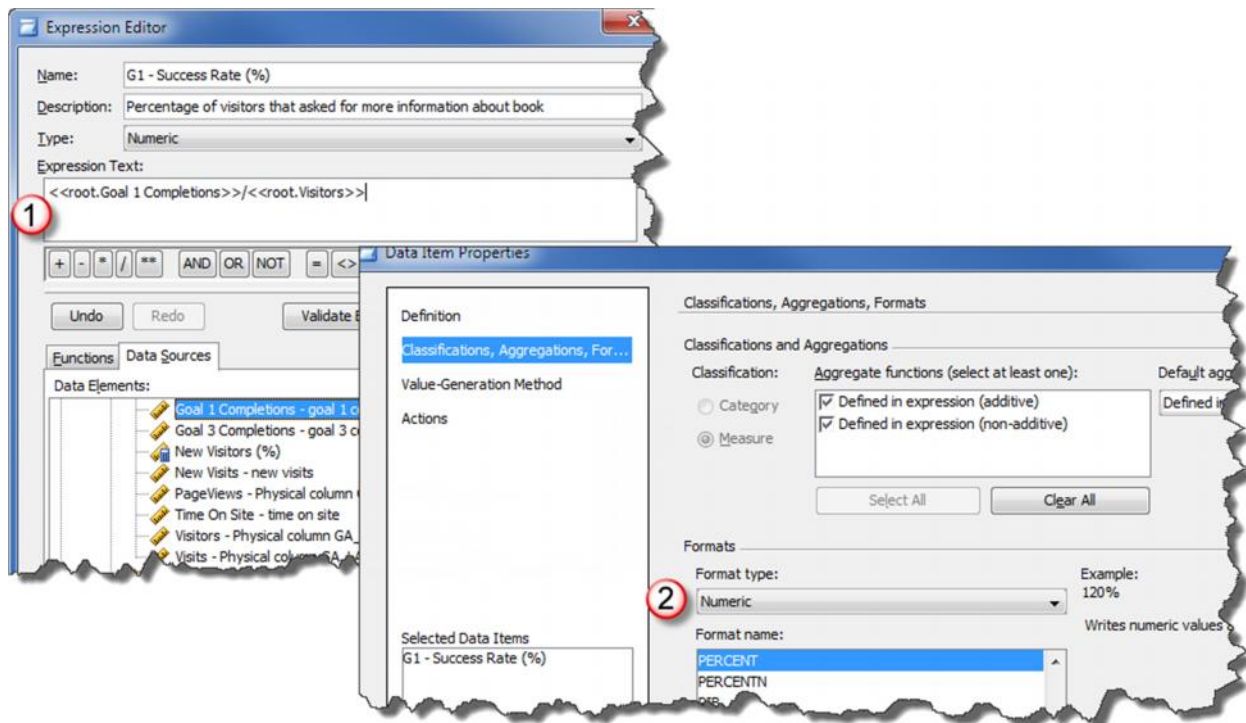 Expression Editor
Name: G1 - Success Rate (%)
Description: Percentage of visitors that asked for more information about book
Type: Numeric
Expression Text:
<<root.Goal 1 Completions>>/<<root.Visitors>>
1
+ - * / ** AND OR NOT = <>
Undo Redo Validate
Functions Data Sources
Data Elements:
Goal 1 Completions - goal 1
Goal 3 Completions - goal 3
New Visitors (%)
New Visits - new visits
PageViews - Physical column
Time On Site - time on site
Visitors - Physical column GA_
Visits - Physical column
Data Item Properties
Definition
Classifications, Aggregations, For...
Value-Generation Method
Actions
Selected Data Items
G1 - Success Rate (%)
Classifications, Aggregations, Formats
Classifications and Aggregations
Classification: Aggregate functions (select at least one): Default
Category Defined in expression (additive) Defined
Measure Defined in expression (non-additive)
Select All Clear All
Formats
Format type: Example:
2 Numeric 120%
Writes numeric values
Format name:
PERCENT
PERCENTN